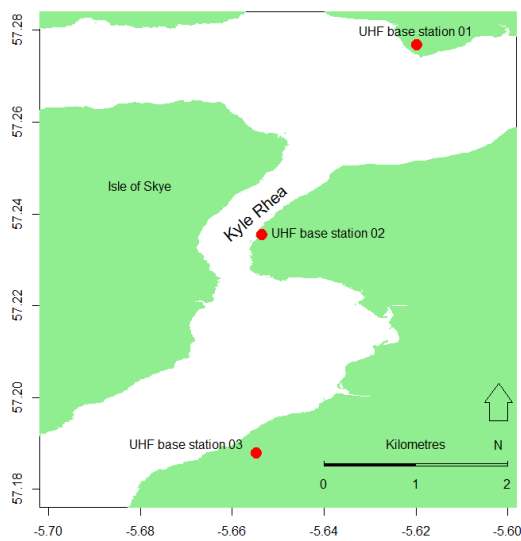 57.28
UHF base station 01
57.26
Isle of Skye
57.24
Kyle Rhea
UHF base station 02
57.22
57.20
UHF base station 03
Kilometres
N
57.18
0 1 2
-5.70 -5.68 -5.66 -5.64 -5.62 -5.60